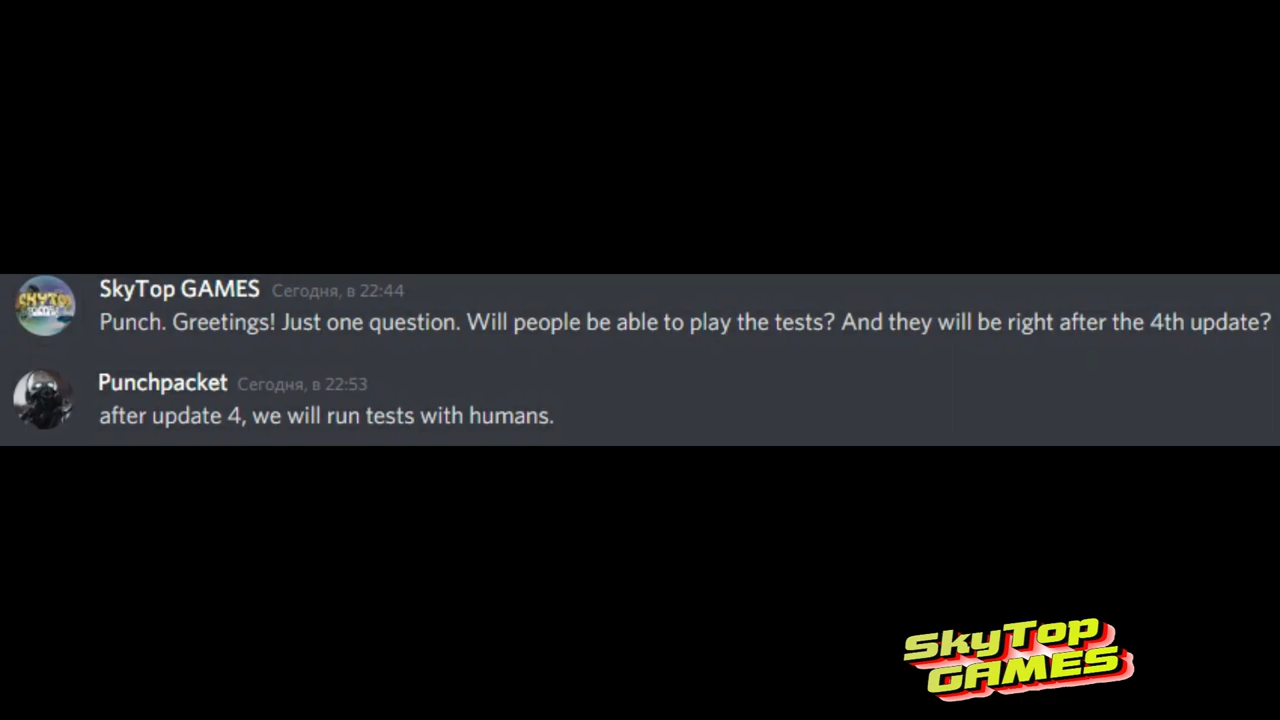 SkyTop GAMES Сегодня, в 22:44
Punch. Greetings! Just one question. Will people be able to play the tests? And they will be right after the 4th update?
Punchpacket Сегодня, в 22:53
after update 4, we will run tests with humans.
SkyTop
GAMES